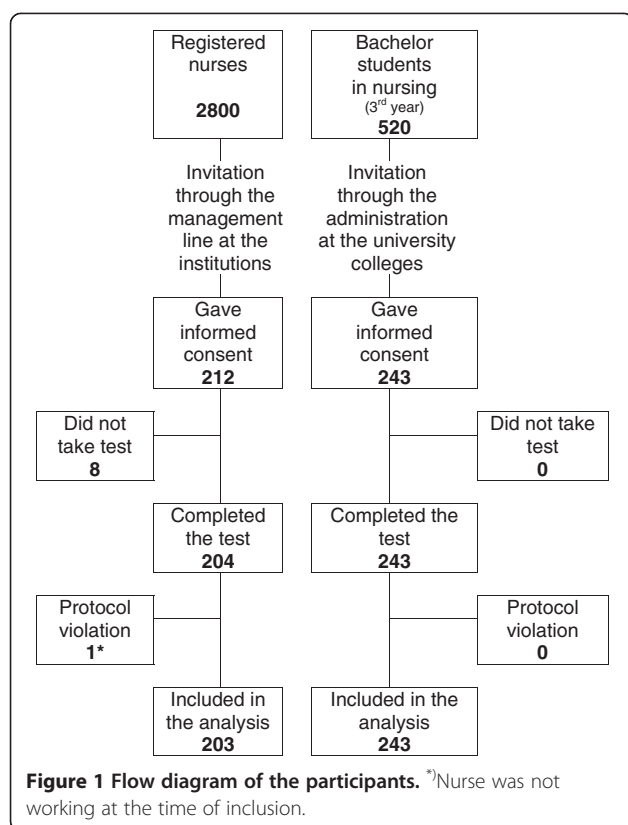 Registered
nurses
2800
Bachelor
students
in nursing
(3rd year)
520
Invitation
through the
management
line at the
institutions
Invitation
through the
administration
at the university
colleges
Gave
informed
consent
212
Gave
informed
consent
243
Did not
take test
8
Did not take
test
0
Completed
the test
204
Completed the
test
243
Protocol
violation
1*
Protocol
violation
0
Included in
the analysis
203
Included in the
analysis
243
Figure 1 Flow diagram of the participants. *)Nurse was not
working at the time of inclusion.